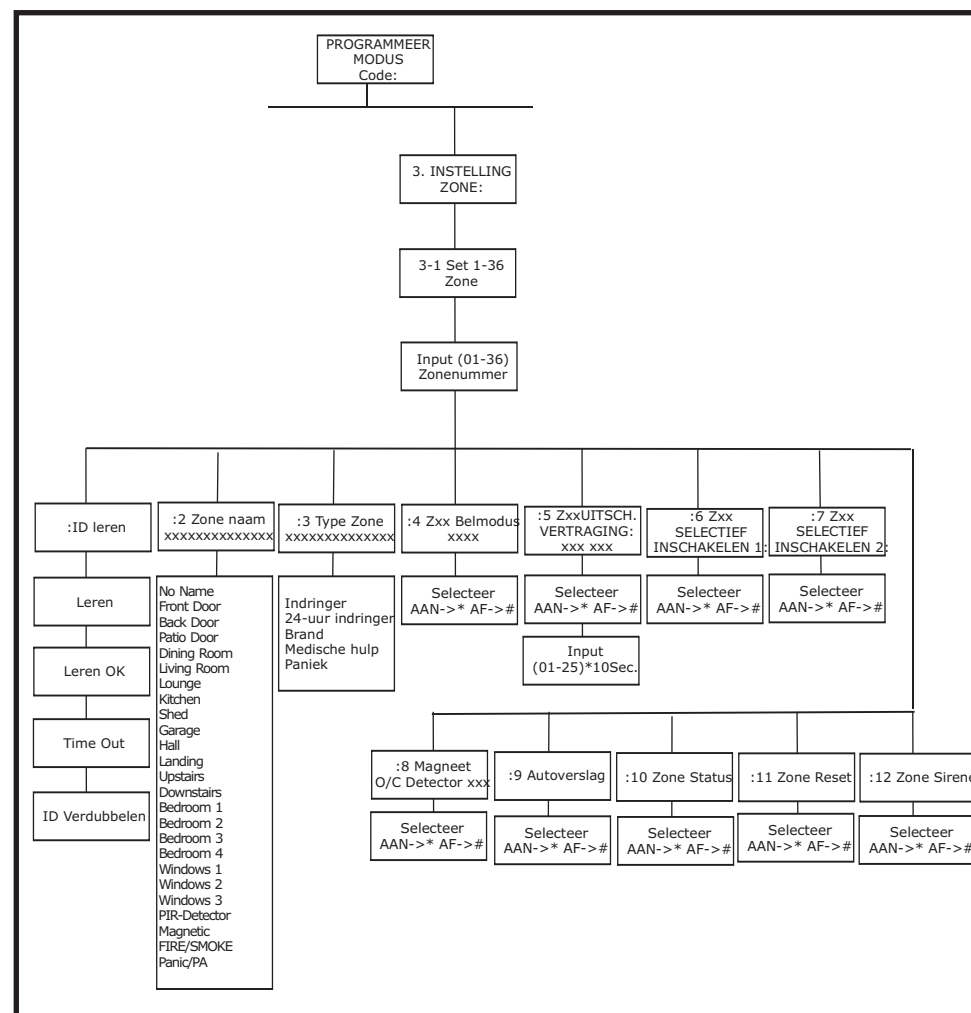 PROGRAMMEER
MODUS
Code:
3. INSTELLING
ZONE:
3-1 Set 1-36
Zone
Input (01-36)
Zonenummer
:ID leren
Leren
Leren OK
Time Out
ID Verdubbelen
:2 Zone naam
xxxxxxxxxxxxxx
No Name
Front Door
Back Door
Patio Door
Dining Room
Living Room
Lounge
Kitchen
Shed
Garage
Hall
Landing
Upstairs
Downstairs
Bedroom 1
Bedroom 2
Bedroom 3
Bedroom 4
Windows 1
Windows 2
Windows 3
PIR-Detector
Magnetic
FIRE/SMOKE
Panic/PA
:3 Type Zone
xxxxxxxxxxxxxx
Indringer
24-uur indringer
Brand
Medische hulp
Paniek
:4 Zxx Belmodus
xxxx
Selecteer
AAN->* AF->#
:5 ZxxUITSCH.
VERTRAGING:
xxx xxx
Selecteer
AAN->* AF->#
Input
(01-25)*10Sec.
:6 Zxx
SELECTIEF
INSCHAKELEN 1:
Selecteer
AAN->* AF->#
:7 Zxx
SELECTIEF
INSCHAKELEN 2:
Selecteer
AAN->* AF->#
:8 Magneet
O/C Detector xxx
Selecteer
AAN->* AF->#
:9 Autoverslag
Selecteer
AAN->* AF->#
:10 Zone Status
Selecteer
AAN->* AF->#
:11 Zone Reset
Selecteer
AAN->* AF->#
:12 Zone Sirene
Selecteer
AAN->* AF->#